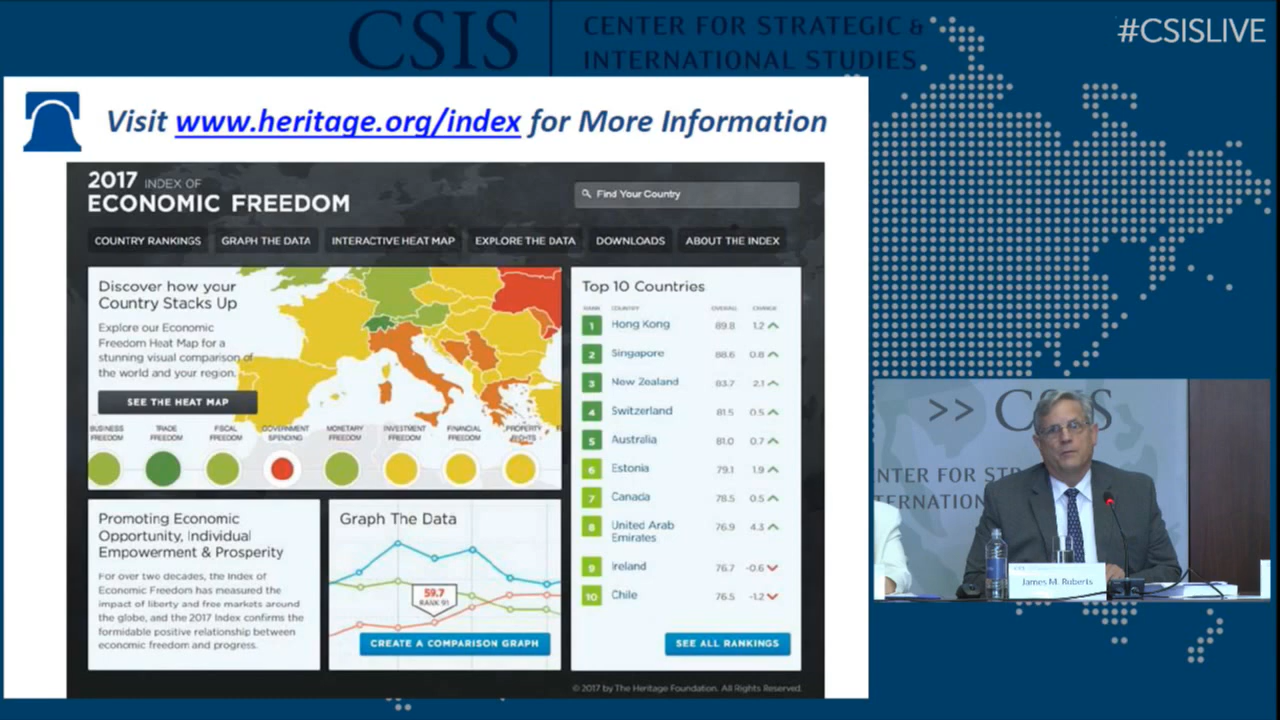 CSIS
CENTER FOR STRATEGIC &
INTERNATIONAL STUDIES
#CSISLIVE
Visit www.heritage.org/index for More Information
2017 INDEX OF
ECONOMIC FREEDOM
Find Your Country
COUNTRY RANKINGS GRAPH THE DATA INTERACTIVE HEAT MAP EXPLORE THE DATA DOWNLOADS ABOUT THE INDEX
Discover how your
Country Stacks Up
Explore our Economic
Freedom Heat Map for a
stunning visual comparison of
the world and your region.
SEE THE HEAT MAP
BUSINESS FREEDOM
TRADE FREEDOM
FISCAL FREEDOM
GOVERNMENT SPENDING
MONETARY FREEDOM
INVESTMENT FREEDOM
FINANCIAL FREEDOM
PROPERTY RIGHTS
Top 10 Countries
RANK COUNTRY OVERALL CHANGE
1 Hong Kong 89.8 1.2
2 Singapore 88.6 0.8
3 New Zealand 83.7 2.1
4 Switzerland 81.5 0.5
5 Australia 81.0 0.7
6 Estonia 79.1 1.9
7 Canada 78.5 0.5
8 United Arab Emirates 76.9 4.3
9 Ireland 76.7 -0.6
10 Chile 76.5 -1.2
SEE ALL RANKINGS
Promoting Economic
Opportunity, Individual
Empowerment & Prosperity
For over two decades, the Index of
Economic Freedom has measured the
impact of liberty and free markets around
the globe, and the 2017 Index confirms the
formidable positive relationship between
economic freedom and progress.
Graph The Data
59.7
RANK 91
CREATE A COMPARISON GRAPH
© 2017 by The Heritage Foundation. All Rights Reserved.
>> C S
NTER FOR STRA
TERNATION
James M. Roberts